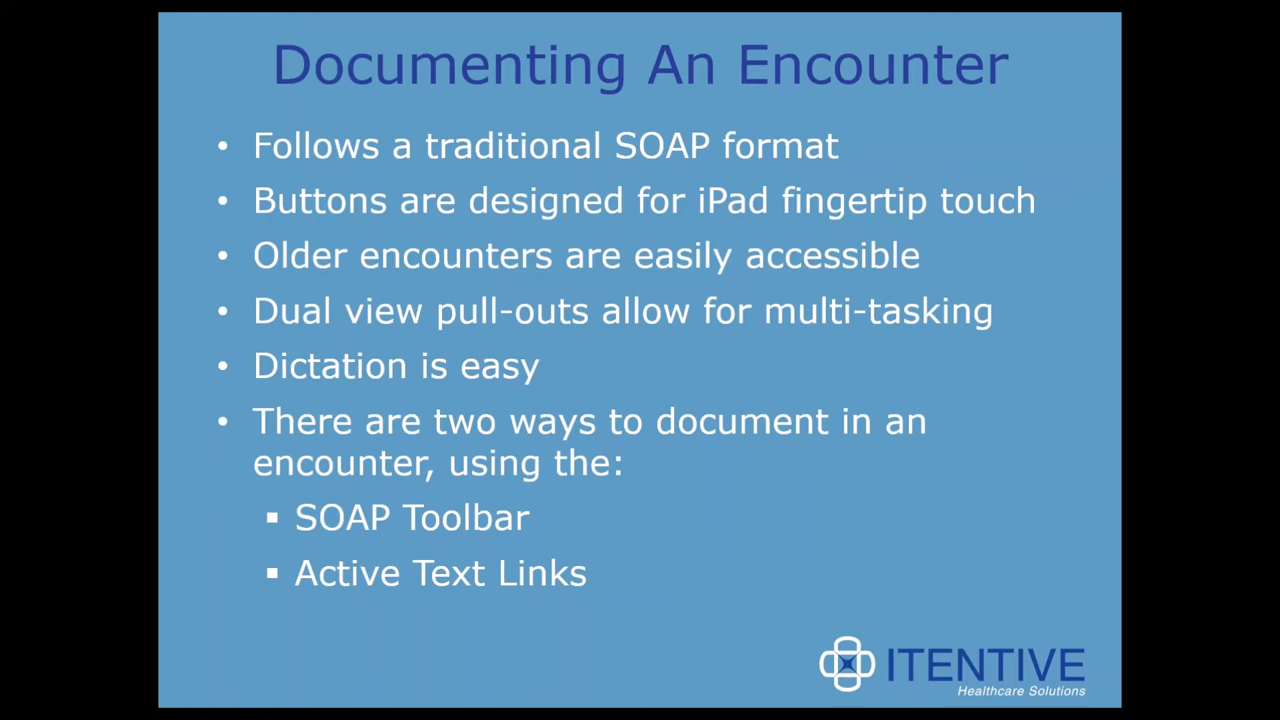 Documenting An Encounter
• Follows a traditional SOAP format
• Buttons are designed for iPad fingertip touch
• Older encounters are easily accessible
• Dual view pull-outs allow for multi-tasking
• Dictation is easy
• There are two ways to document in an
encounter, using the:
▪ SOAP Toolbar
▪ Active Text Links
ITENTIVE
Healthcare Solutions